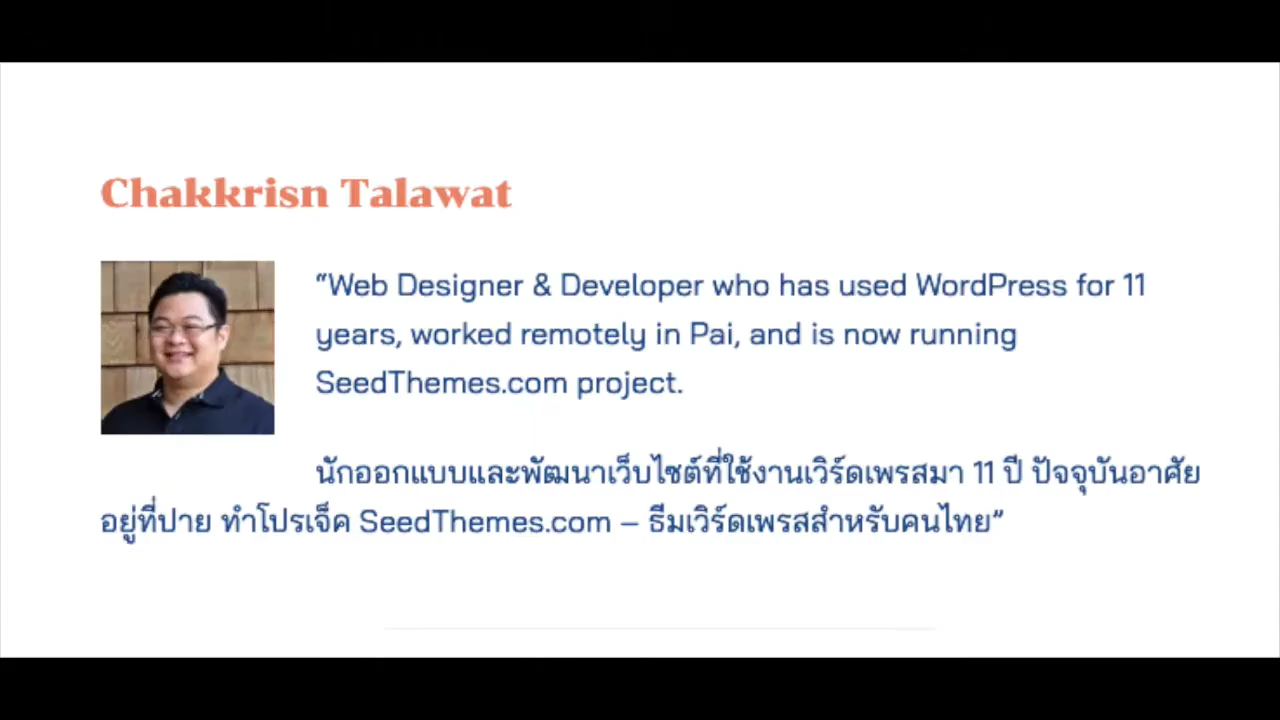 Chakkrisn Talawat
“Web Designer & Developer who has used WordPress for 11
years, worked remotely in Pai, and is now running
SeedThemes.com project.
นักออกแบบและพัฒนาเว็บไซต์ที่ใช้งานเวิร์ดเพรสมา 11 ปี ปัจจุบันอาศัย
อยู่ที่ปาย ทำโปรเจ็ค SeedThemes.com – ธีมเวิร์ดเพรสสำหรับคนไทย”